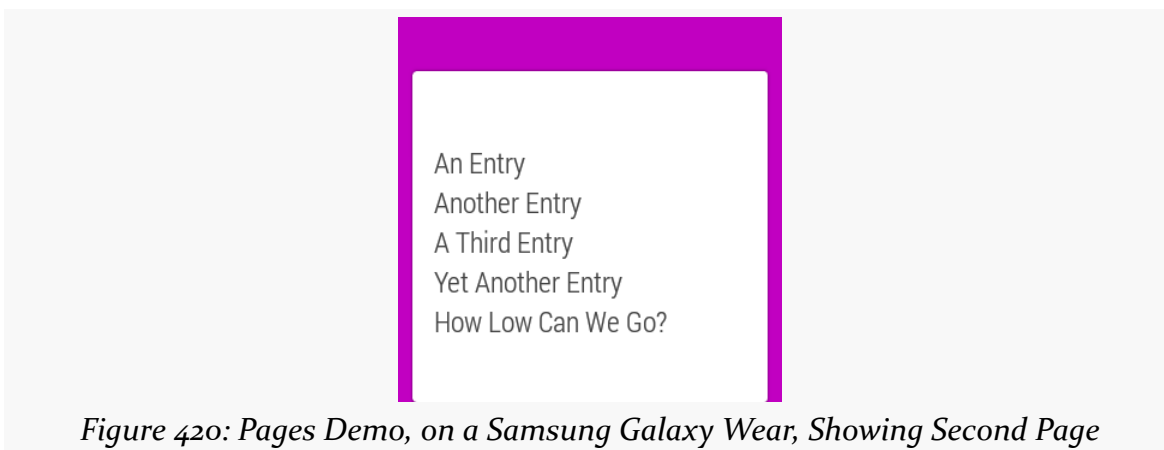 An Entry
Another Entry
A Third Entry
Yet Another Entry
How Low Can We Go?
Figure 420: Pages Demo, on a Samsung Galaxy Wear, Showing Second Page